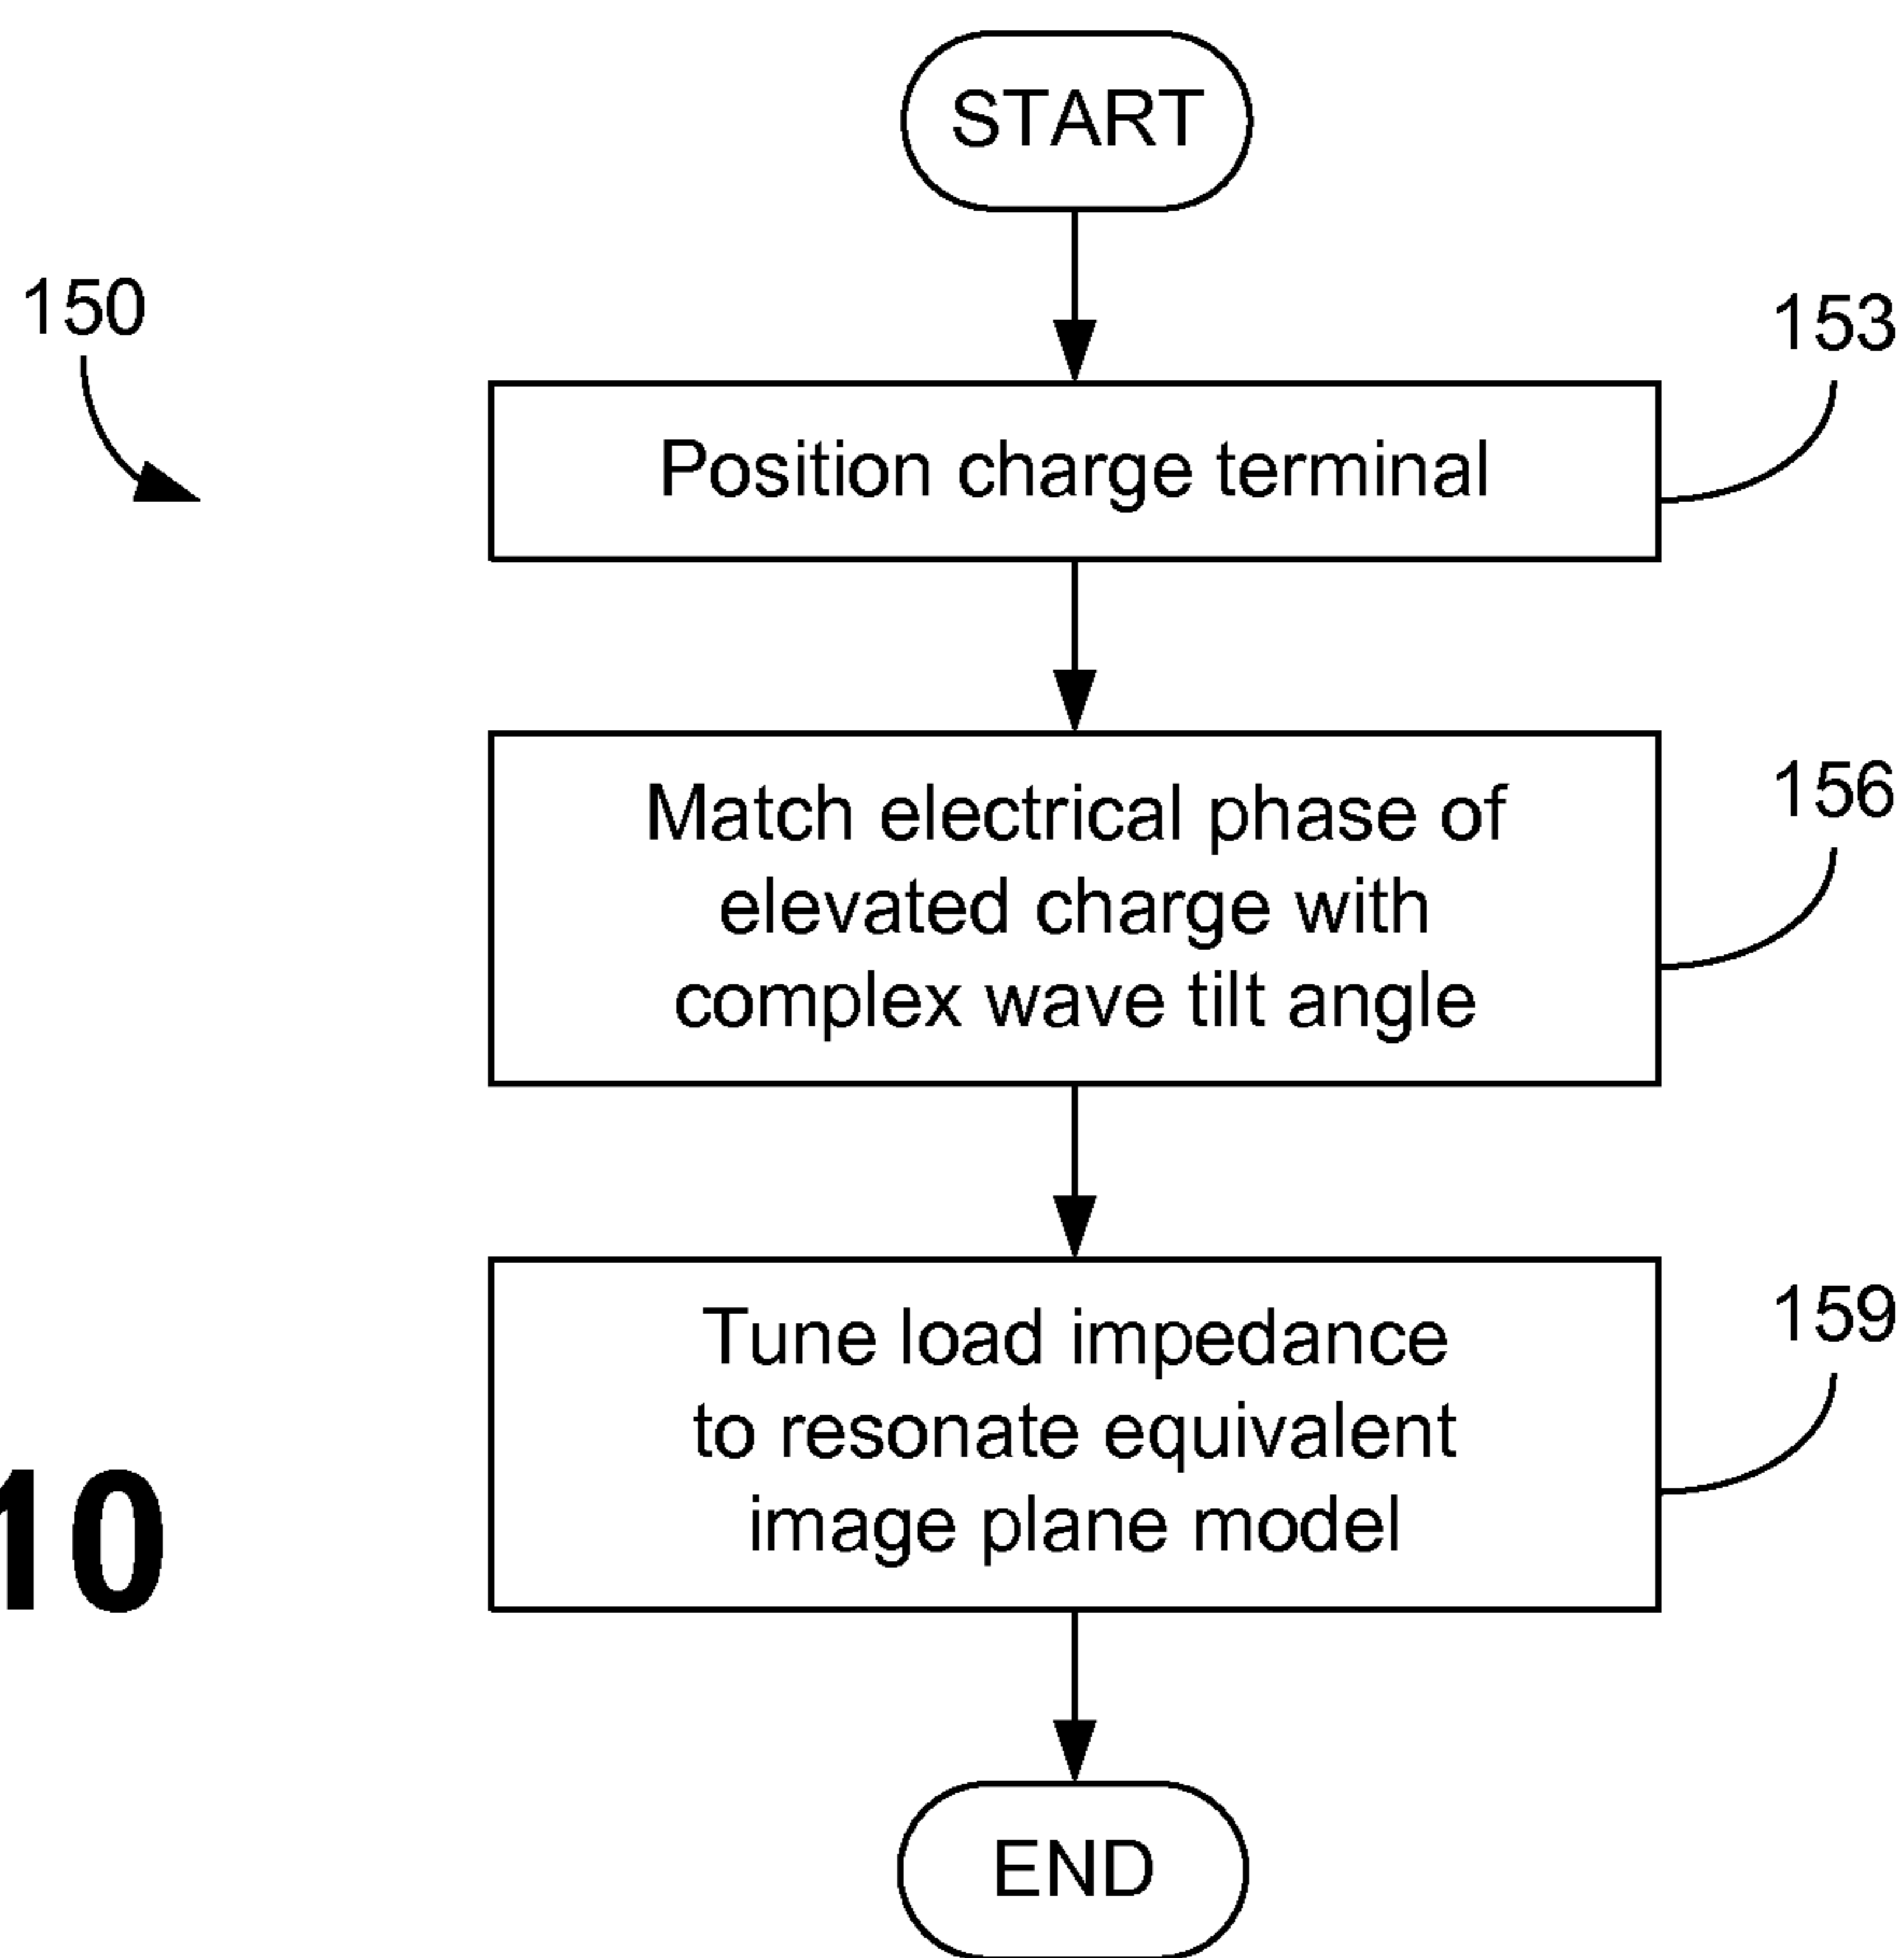 START
150
153
Position charge terminal
156
Match electrical phase of
elevated charge with
complex wave tilt angle
159
Tune load impedance
to resonate equivalent
image plane model
10
END